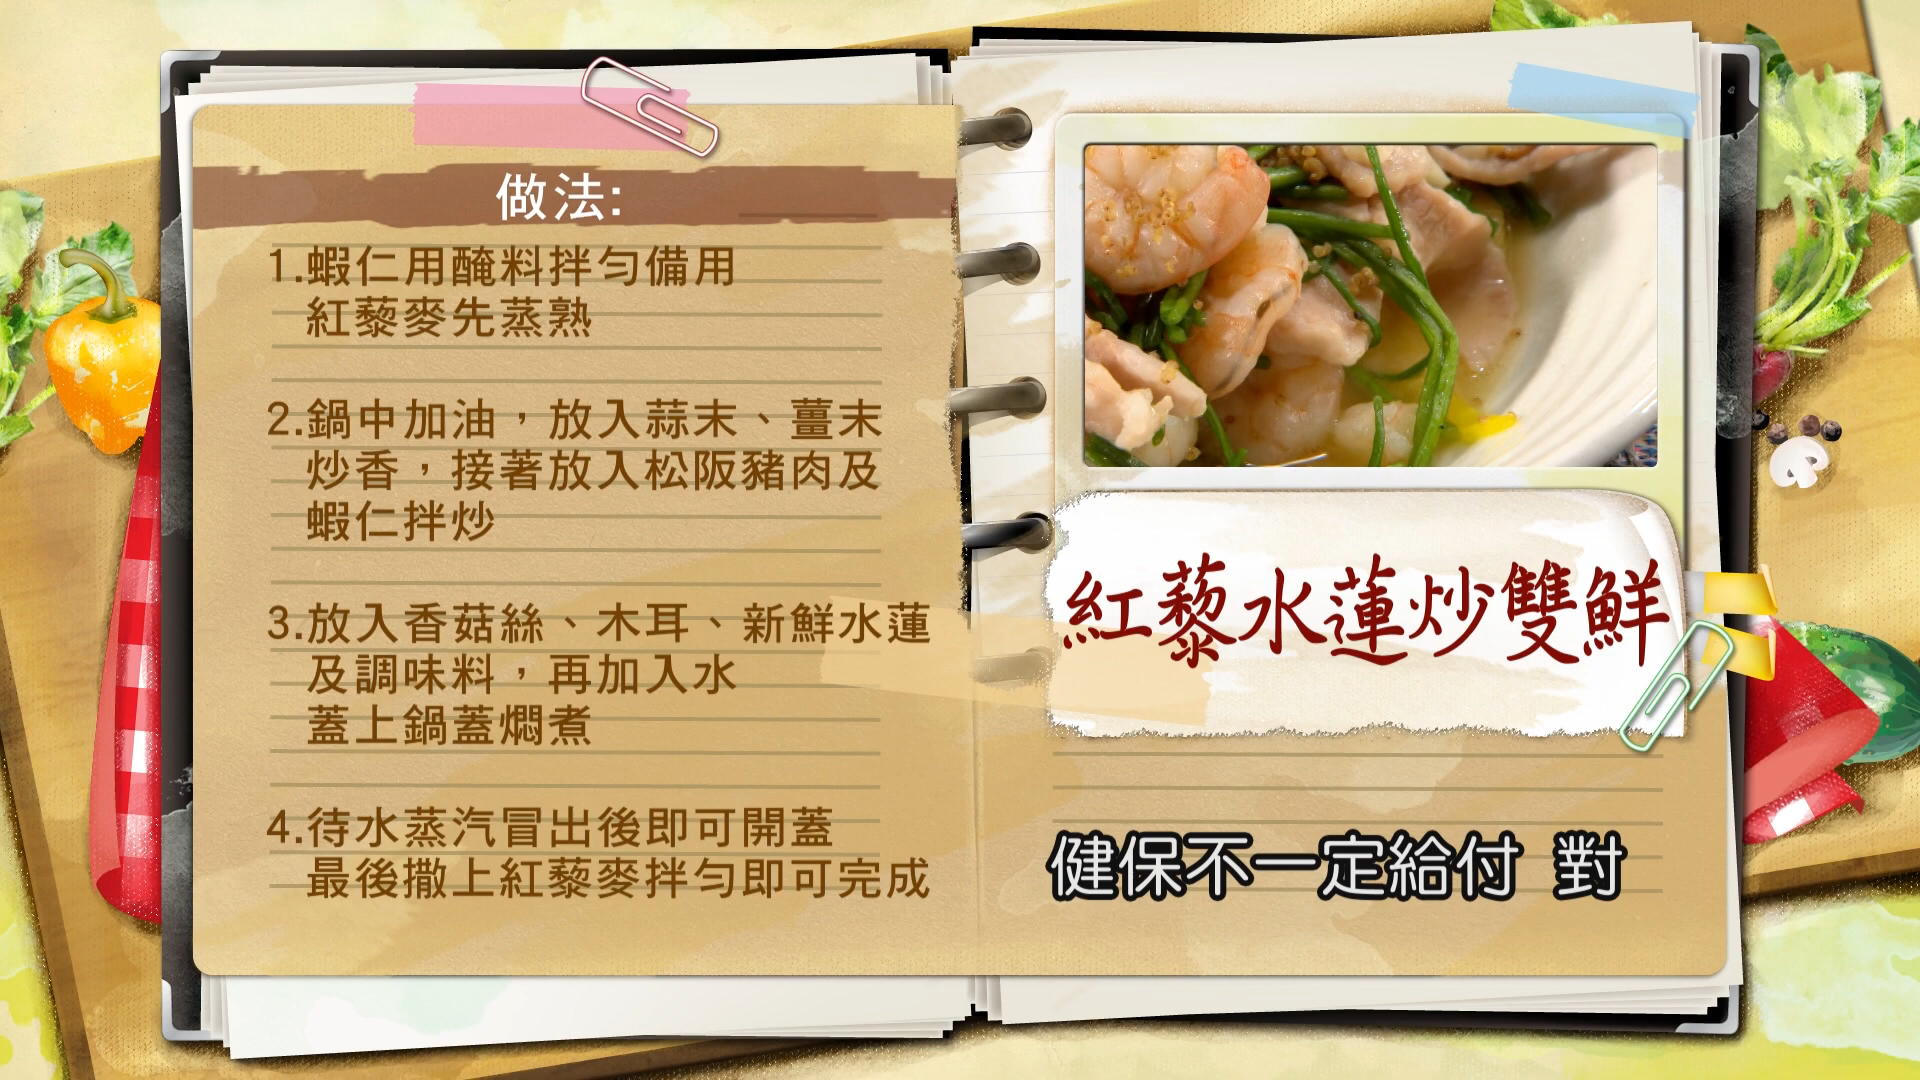 做法:
1.蝦仁用醃料拌勻備用
紅藜麥先蒸熟
2.鍋中加油，放入蒜末、薑末
炒香，接著放入松阪豬肉及
蝦仁拌炒
3.放入香菇絲、木耳、新鮮水蓮
及調味料，再加入水
蓋上鍋蓋燜煮
4.待水蒸汽冒出後即可開蓋
最後撒上紅藜麥拌勻即可完成
紅藜水蓮炒雙鮮
健保不一定給付 對